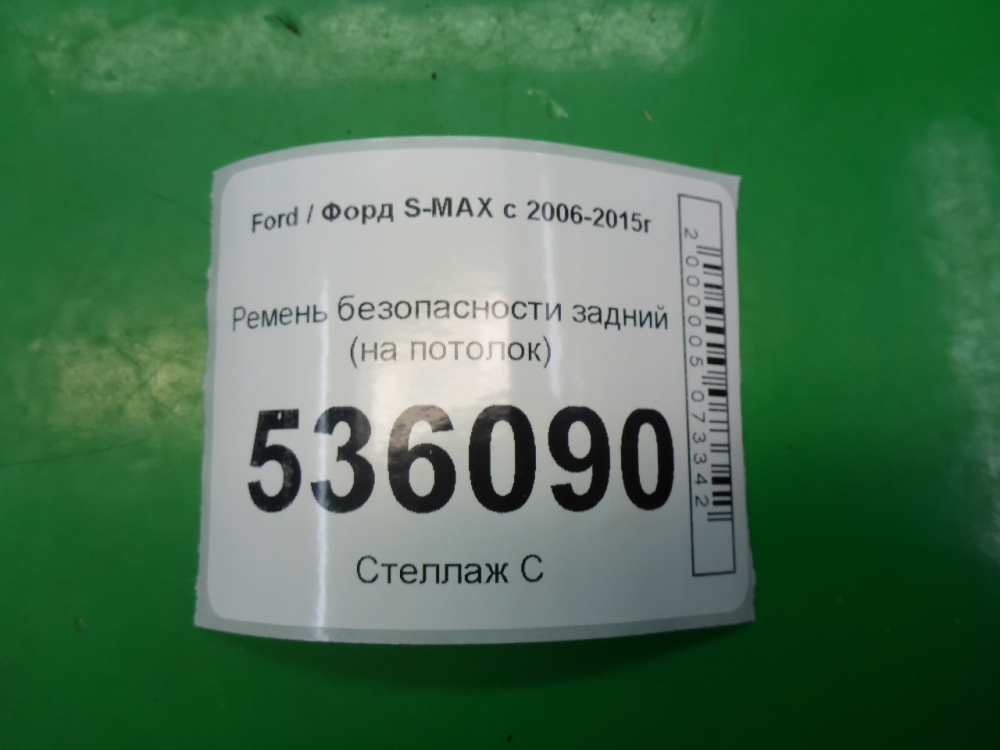 Ford / Форд S-MAX с 2006-2015г
Ремень безопасности задний
(на потолок)
536090
Стеллаж С
2000005073342